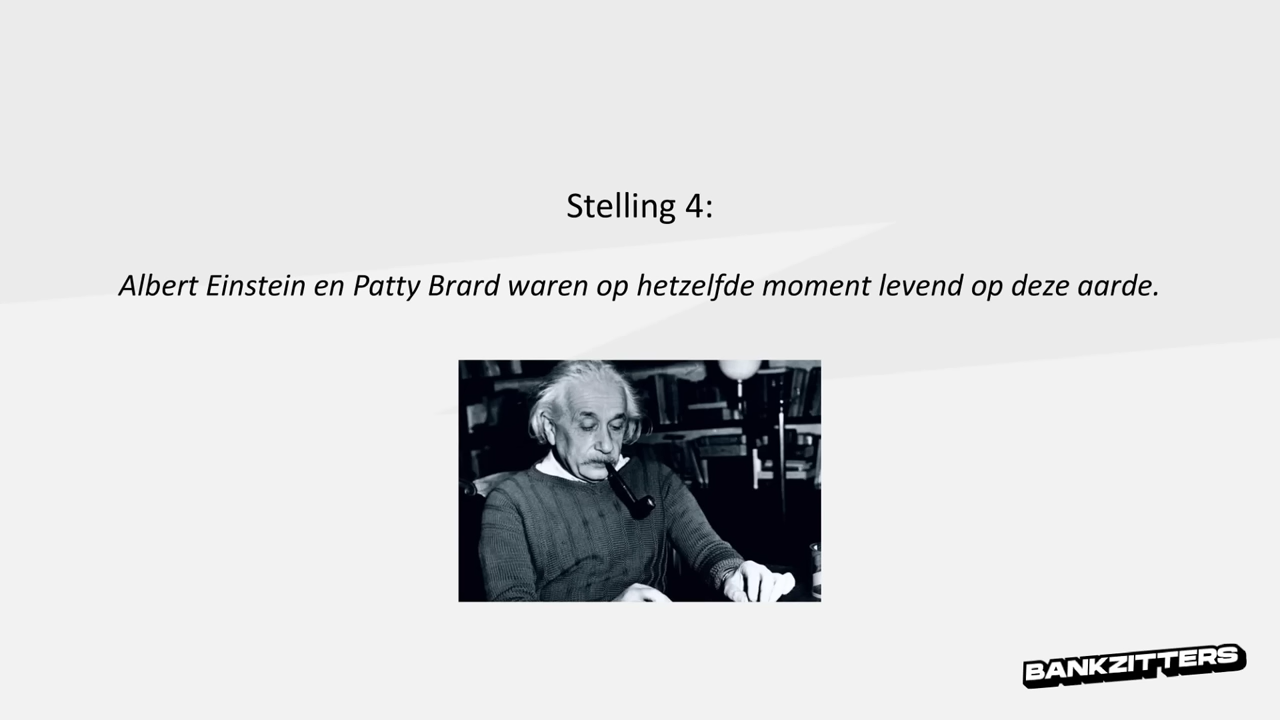 Stelling 4:
Albert Einstein en Patty Brard waren op hetzelfde moment levend op deze aarde.
BANKZITTERS